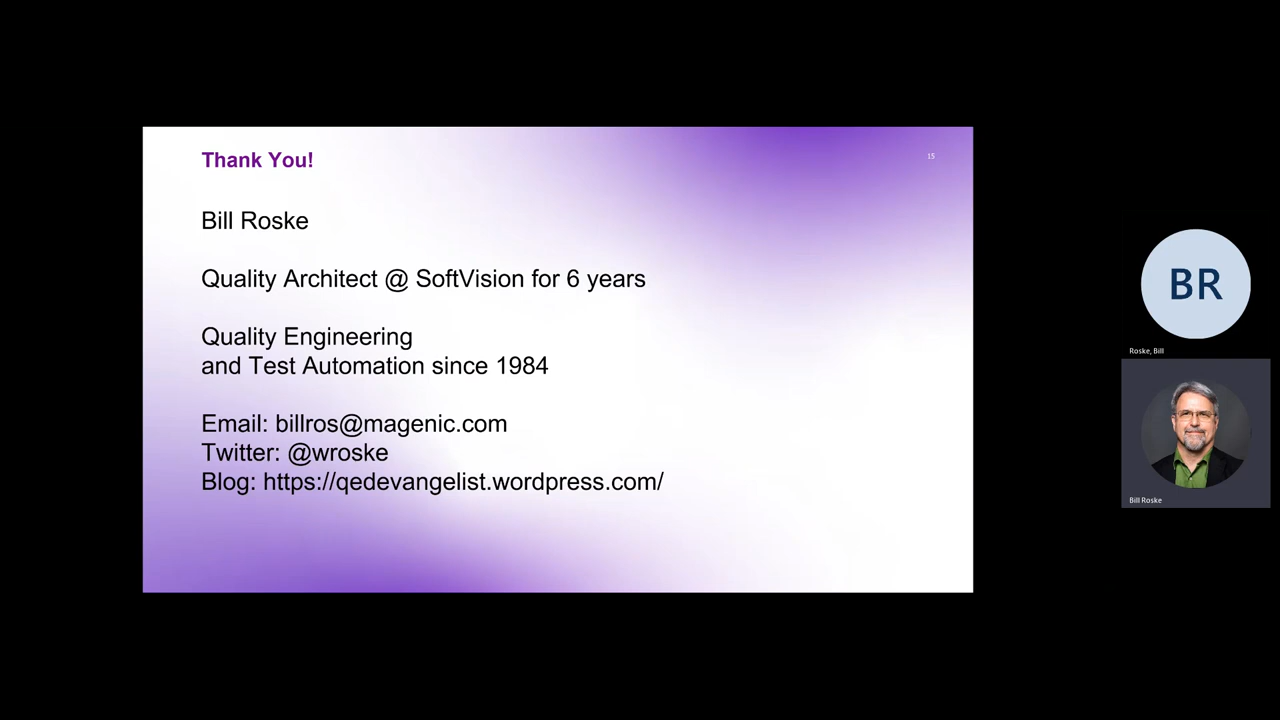 Thank You!
15
Bill Roske
Quality Architect @ SoftVision for 6 years
Quality Engineering
and Test Automation since 1984
Email: billros@magenic.com
Twitter: @wroske
Blog: https://qedevangelist.wordpress.com/
BR
Roske, Bill
Bill Roske